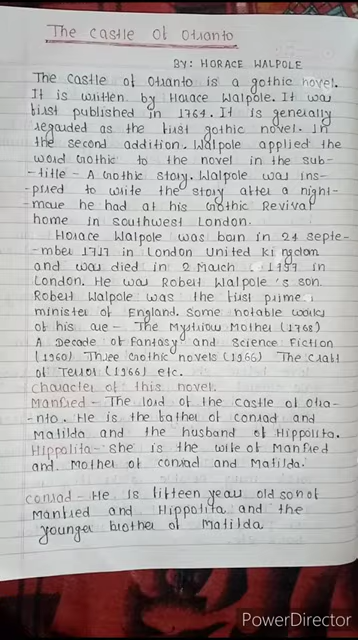 The Castle of Otranto
BY: HORACE WALPOLE
The castle of Otranto is a gothic novel.
It is written by Horace Walpole. It was
first published in 1764. It is generally
regarded as the first gothic novel. In
the second addition. Walpole applied the
word Gothic to the novel in the sub-
-title - A Gothic story. Walpole was ins-
-pired to write the story after a night-
-mare he had at his Gothic Revival
home in southwest London.
Horace Walpole was born in 24 septe-
-mber 1717 in London United Kingdom
and was died in 2 March 1797 in
London. He was Robert Walpole's son.
Robert Walpole was the first prime
minister of England. Some notable works
of his are - The Mystriow Mother (1768)
A Decade of Fantasy and Science Fiction
(1960) Three Gothic novels (1966) The Craft
of Terror (1966) etc.
Character of this novel.
Manfred - The lord of the Castle of Otra-
-nto. He is the father of conrad and
Matilda and the husband of Hippolita.
Hippolita - She is the wife of Manfred
and Mother of conrad and Matilda.
conrad - He is fifteen year old son of
Manfred and Hippolita and the
younger brother of Matilda
PowerDirector